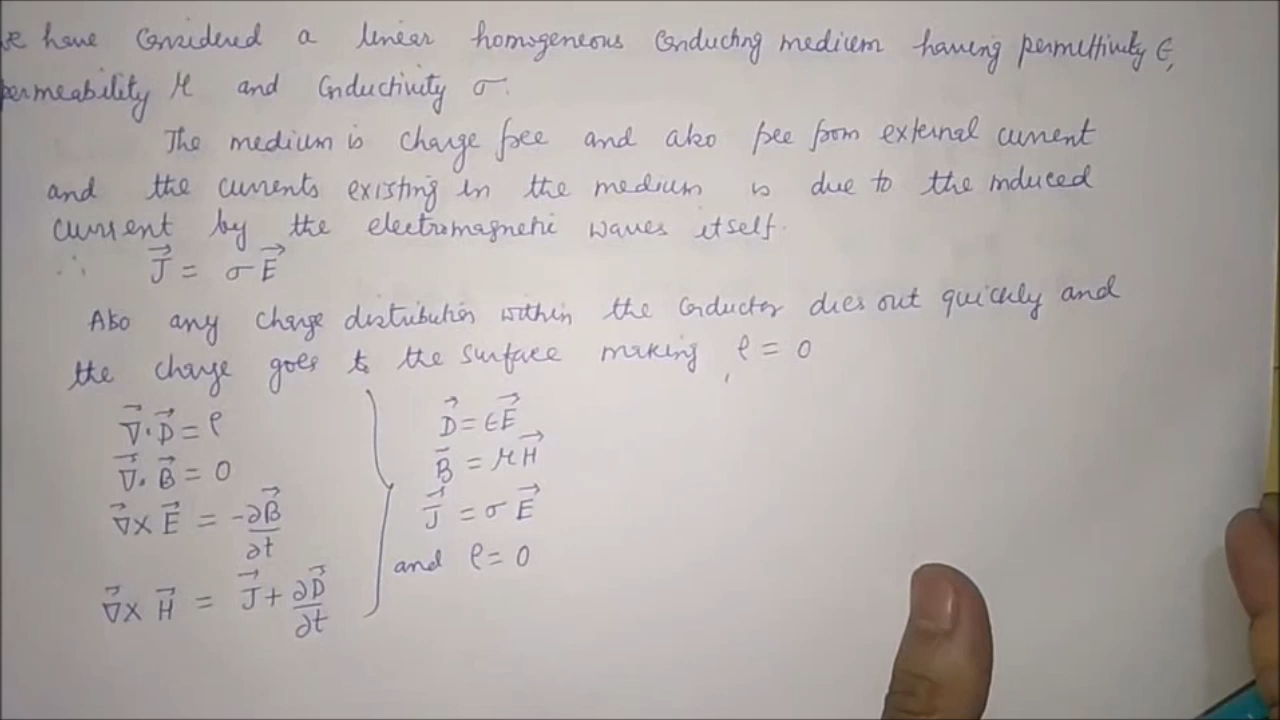 e have Considered a linear homogeneous Conducting medium having permittivity ϵ,
permeability μ and Conductivity σ.
The medium is charge free and also free from external current
and the currents existing in the medium is due to the induced
current by the electromagnetic waves itself.
∴ J⃗ = σE⃗
Also any charge distribution within the Conductor dies out quickly and
the charge goes to the surface making, ρ = 0
∇⃗·D⃗ = ρ
∇⃗·B⃗ = 0
∇⃗×E⃗ = -∂B⃗/∂t
∇⃗×H⃗ = J⃗ + ∂D⃗/∂t
D⃗ = ϵE⃗
B̄ = μH⃗
J⃗ = σE⃗
and ρ = 0